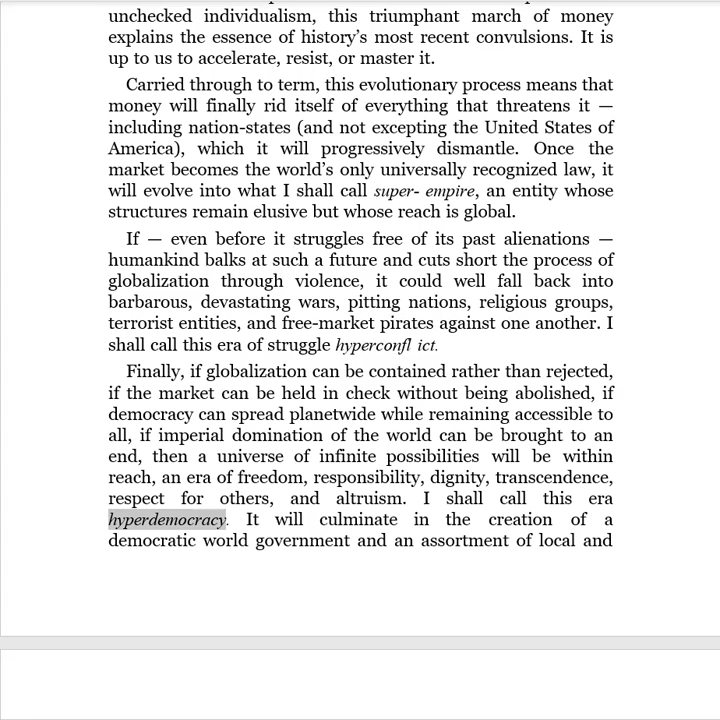 unchecked individualism, this triumphant march of money
explains the essence of history's most recent convulsions. It is
up to us to accelerate, resist, or master it.
Carried through to term, this evolutionary process means that
money will finally rid itself of everything that threatens it —
including nation-states (and not excepting the United States of
America), which it will progressively dismantle. Once the
market becomes the world's only universally recognized law, it
will evolve into what I shall call super- empire, an entity whose
structures remain elusive but whose reach is global.
If — even before it struggles free of its past alienations —
humankind balks at such a future and cuts short the process of
globalization through violence, it could well fall back into
barbarous, devastating wars, pitting nations, religious groups,
terrorist entities, and free-market pirates against one another. I
shall call this era of struggle hyperconfl ict.
Finally, if globalization can be contained rather than rejected,
if the market can be held in check without being abolished, if
democracy can spread planetwide while remaining accessible to
all, if imperial domination of the world can be brought to an
end, then a universe of infinite possibilities will be within
reach, an era of freedom, responsibility, dignity, transcendence,
respect for others, and altruism. I shall call this era
hyperdemocracy. It will culminate in the creation of a
democratic world government and an assortment of local and